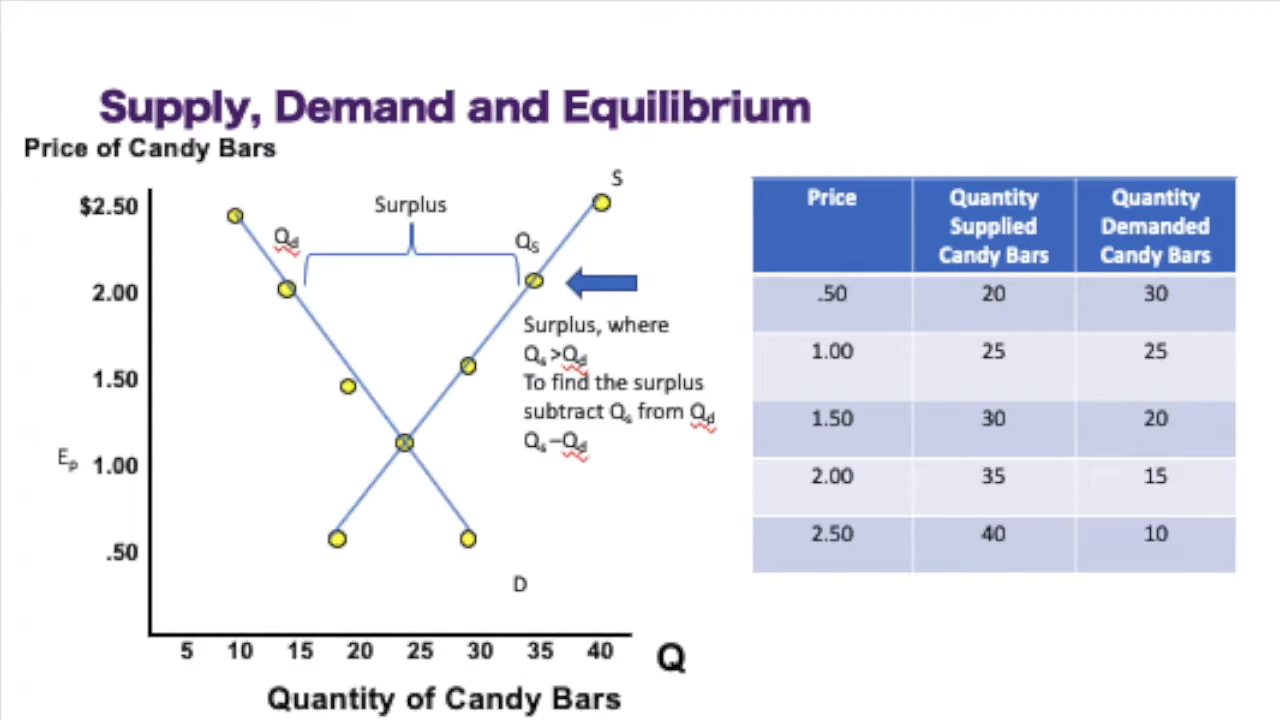 Supply, Demand and Equilibrium
Price of Candy Bars
S
$2.50
Surplus
Qd
Qs
2.00
Surplus, where
Qs >Qd
1.50
To find the surplus
subtract Qs from Qd
Qs–Qd
Ep 1.00
.50
D
5 10 15 20 25 30 35 40 Q
Quantity of Candy Bars
Price
Quantity
Supplied
Candy Bars
Quantity
Demanded
Candy Bars
.50 20 30
1.00 25 25
1.50 30 20
2.00 35 15
2.50 40 10